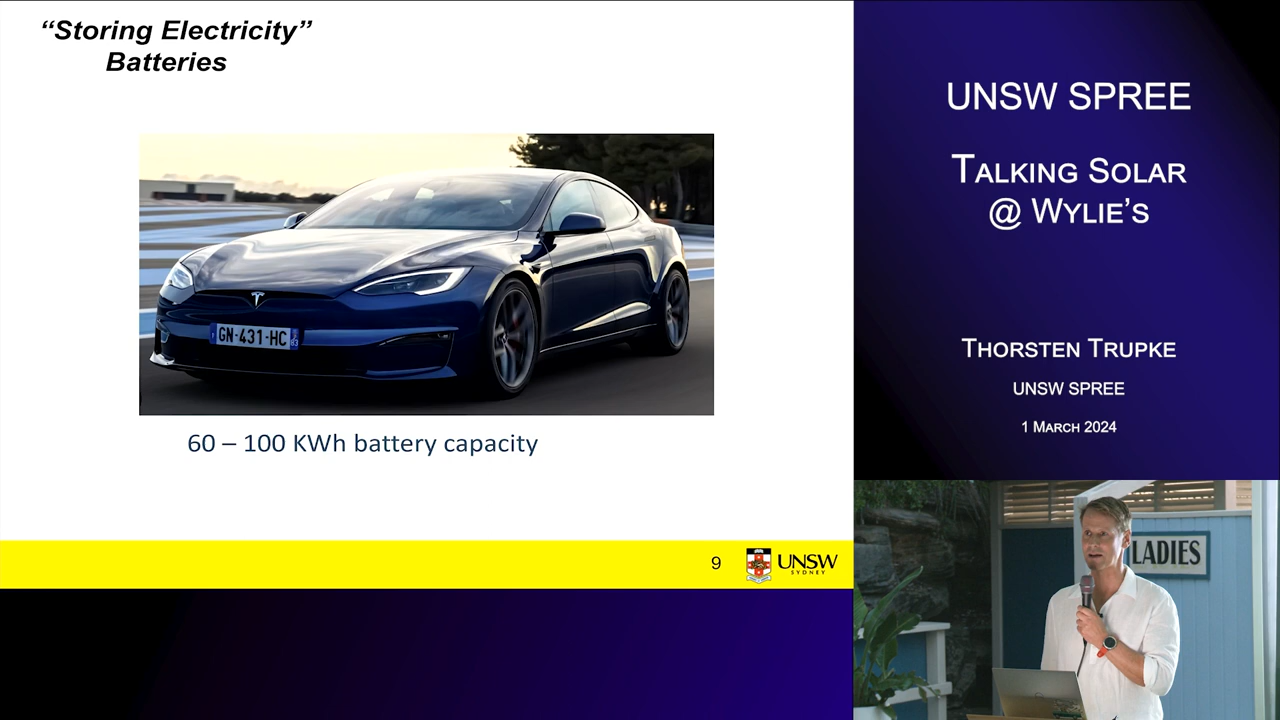 “Storing Electricity”
Batteries
GN-431-HC
60 – 100 KWh battery capacity
9
UNSW
SYDNEY
UNSW SPREE
Talking Solar
@ Wylie’s
Thorsten Trupke
UNSW SPREE
1 March 2024
LADIES